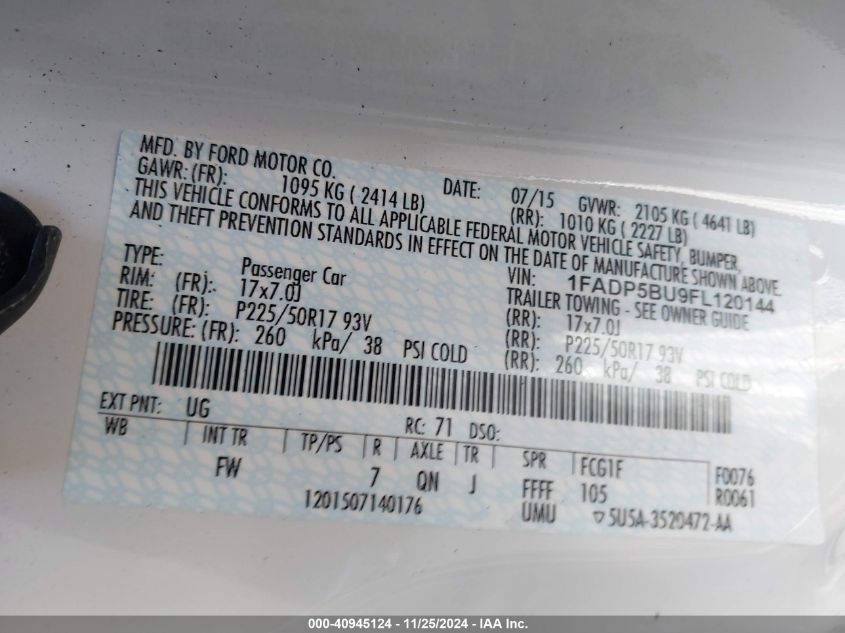 MFD. BY FORD MOTOR CO.
DATE: 07/15 GVWR: 2105 KG ( 4641 LB)
GAWR: (FR): 1095 KG ( 2414 LB) (RR): 1010 KG ( 2227 LB)
THIS VEHICLE CONFORMS TO ALL APPLICABLE FEDERAL MOTOR VEHICLE SAFETY, BUMPER,
AND THEFT PREVENTION STANDARDS IN EFFECT ON THE DATE OF MANUFACTURE SHOWN ABOVE.
VIN: 1FADP5BU9FL120144
TYPE: Passenger Car TRAILER TOWING - SEE OWNER GUIDE
RIM: (FR): 17x7.0J (RR): 17x7.0J
TIRE: (FR): P225/50R17 93V (RR): P225/50R17 93V
PRESSURE: (FR): 260 kPa/ 38 PSI COLD (RR): 260 kPa/ 38 PSI COLD
EXT PNT: UG RC: 71 DSO:
WB INT TR TP/PS R AXLE TR SPR FCG1F F0076
FW 7 QN J FFFF 105 R0061
1201507140176 UMU ▽5U5A-3520472-AA
000-40945124 - 11/25/2024 - IAA Inc.